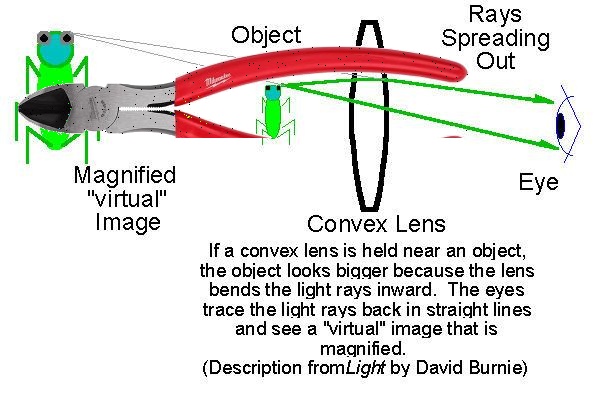 Object
Rays
Spreading
Out
Milwaukee
Magnified
"virtual"
Image
Eye
Convex Lens
If a convex lens is held near an object,
the object looks bigger because the lens
bends the light rays inward.  The eyes
trace the light rays back in straight lines
and see a "virtual" image that is
magnified.
(Description from Light by David Burnie)